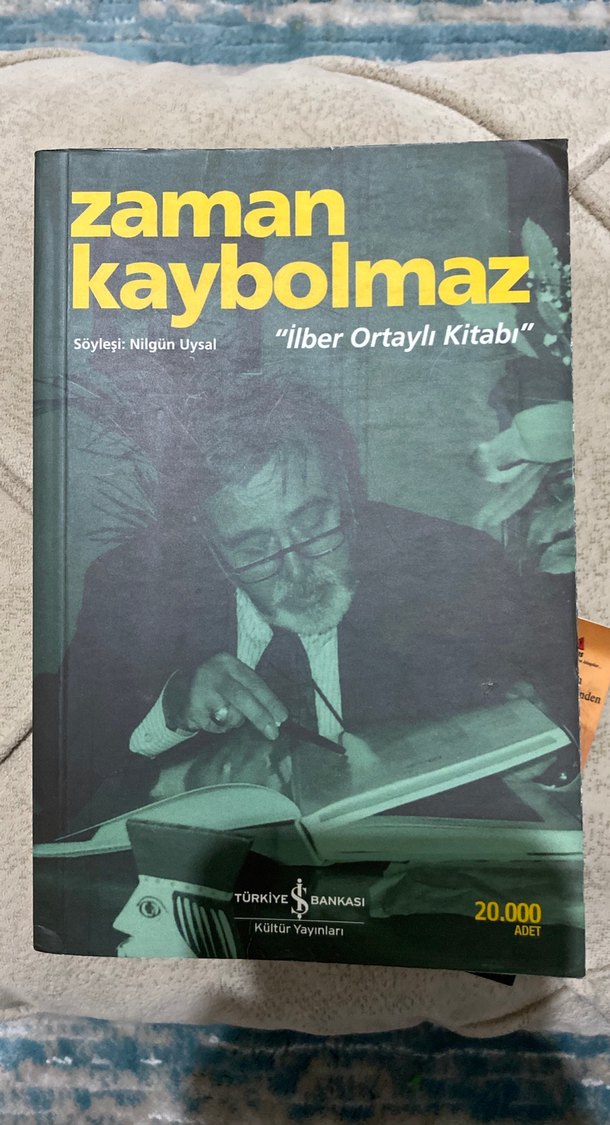 zaman
kaybolmaz
Söyleşi: Nilgün Uysal
“İlber Ortaylı Kitabı”
TÜRKİYE İŞ BANKASI
Kültür Yayınları
20.000
ADET